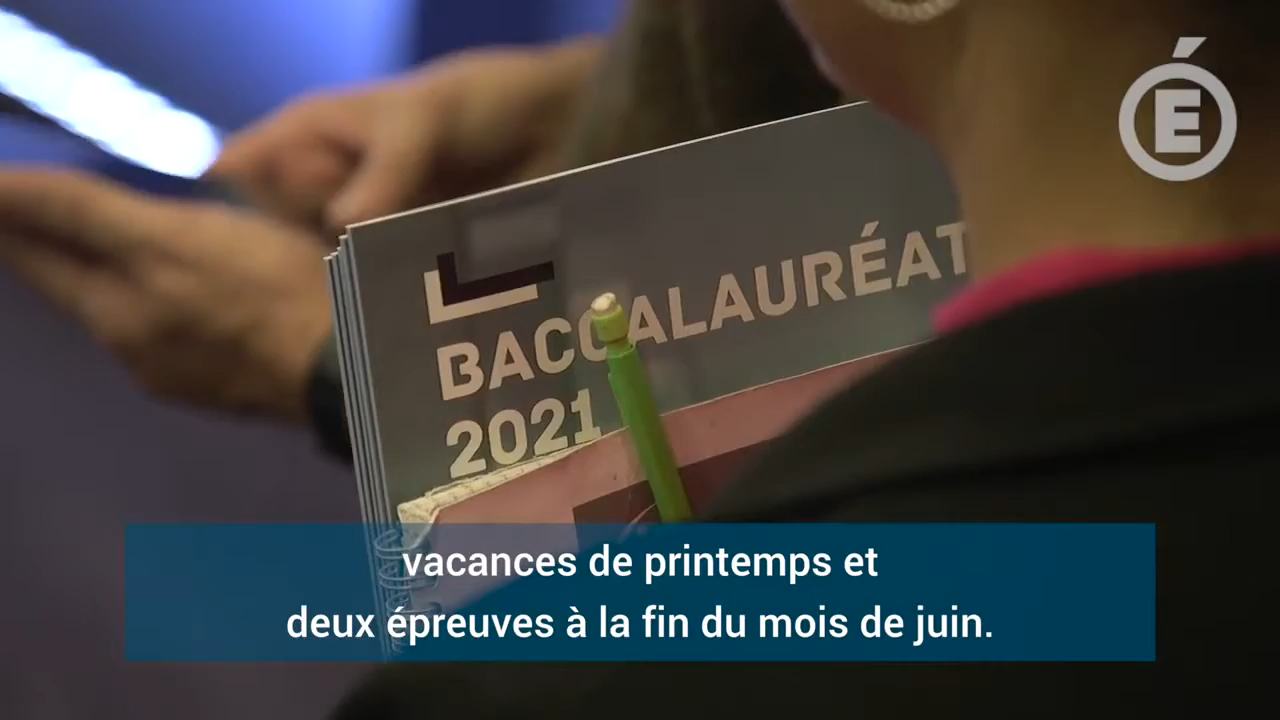 É
BACCALAURÉAT
2021
vacances de printemps et
deux épreuves à la fin du mois de juin.